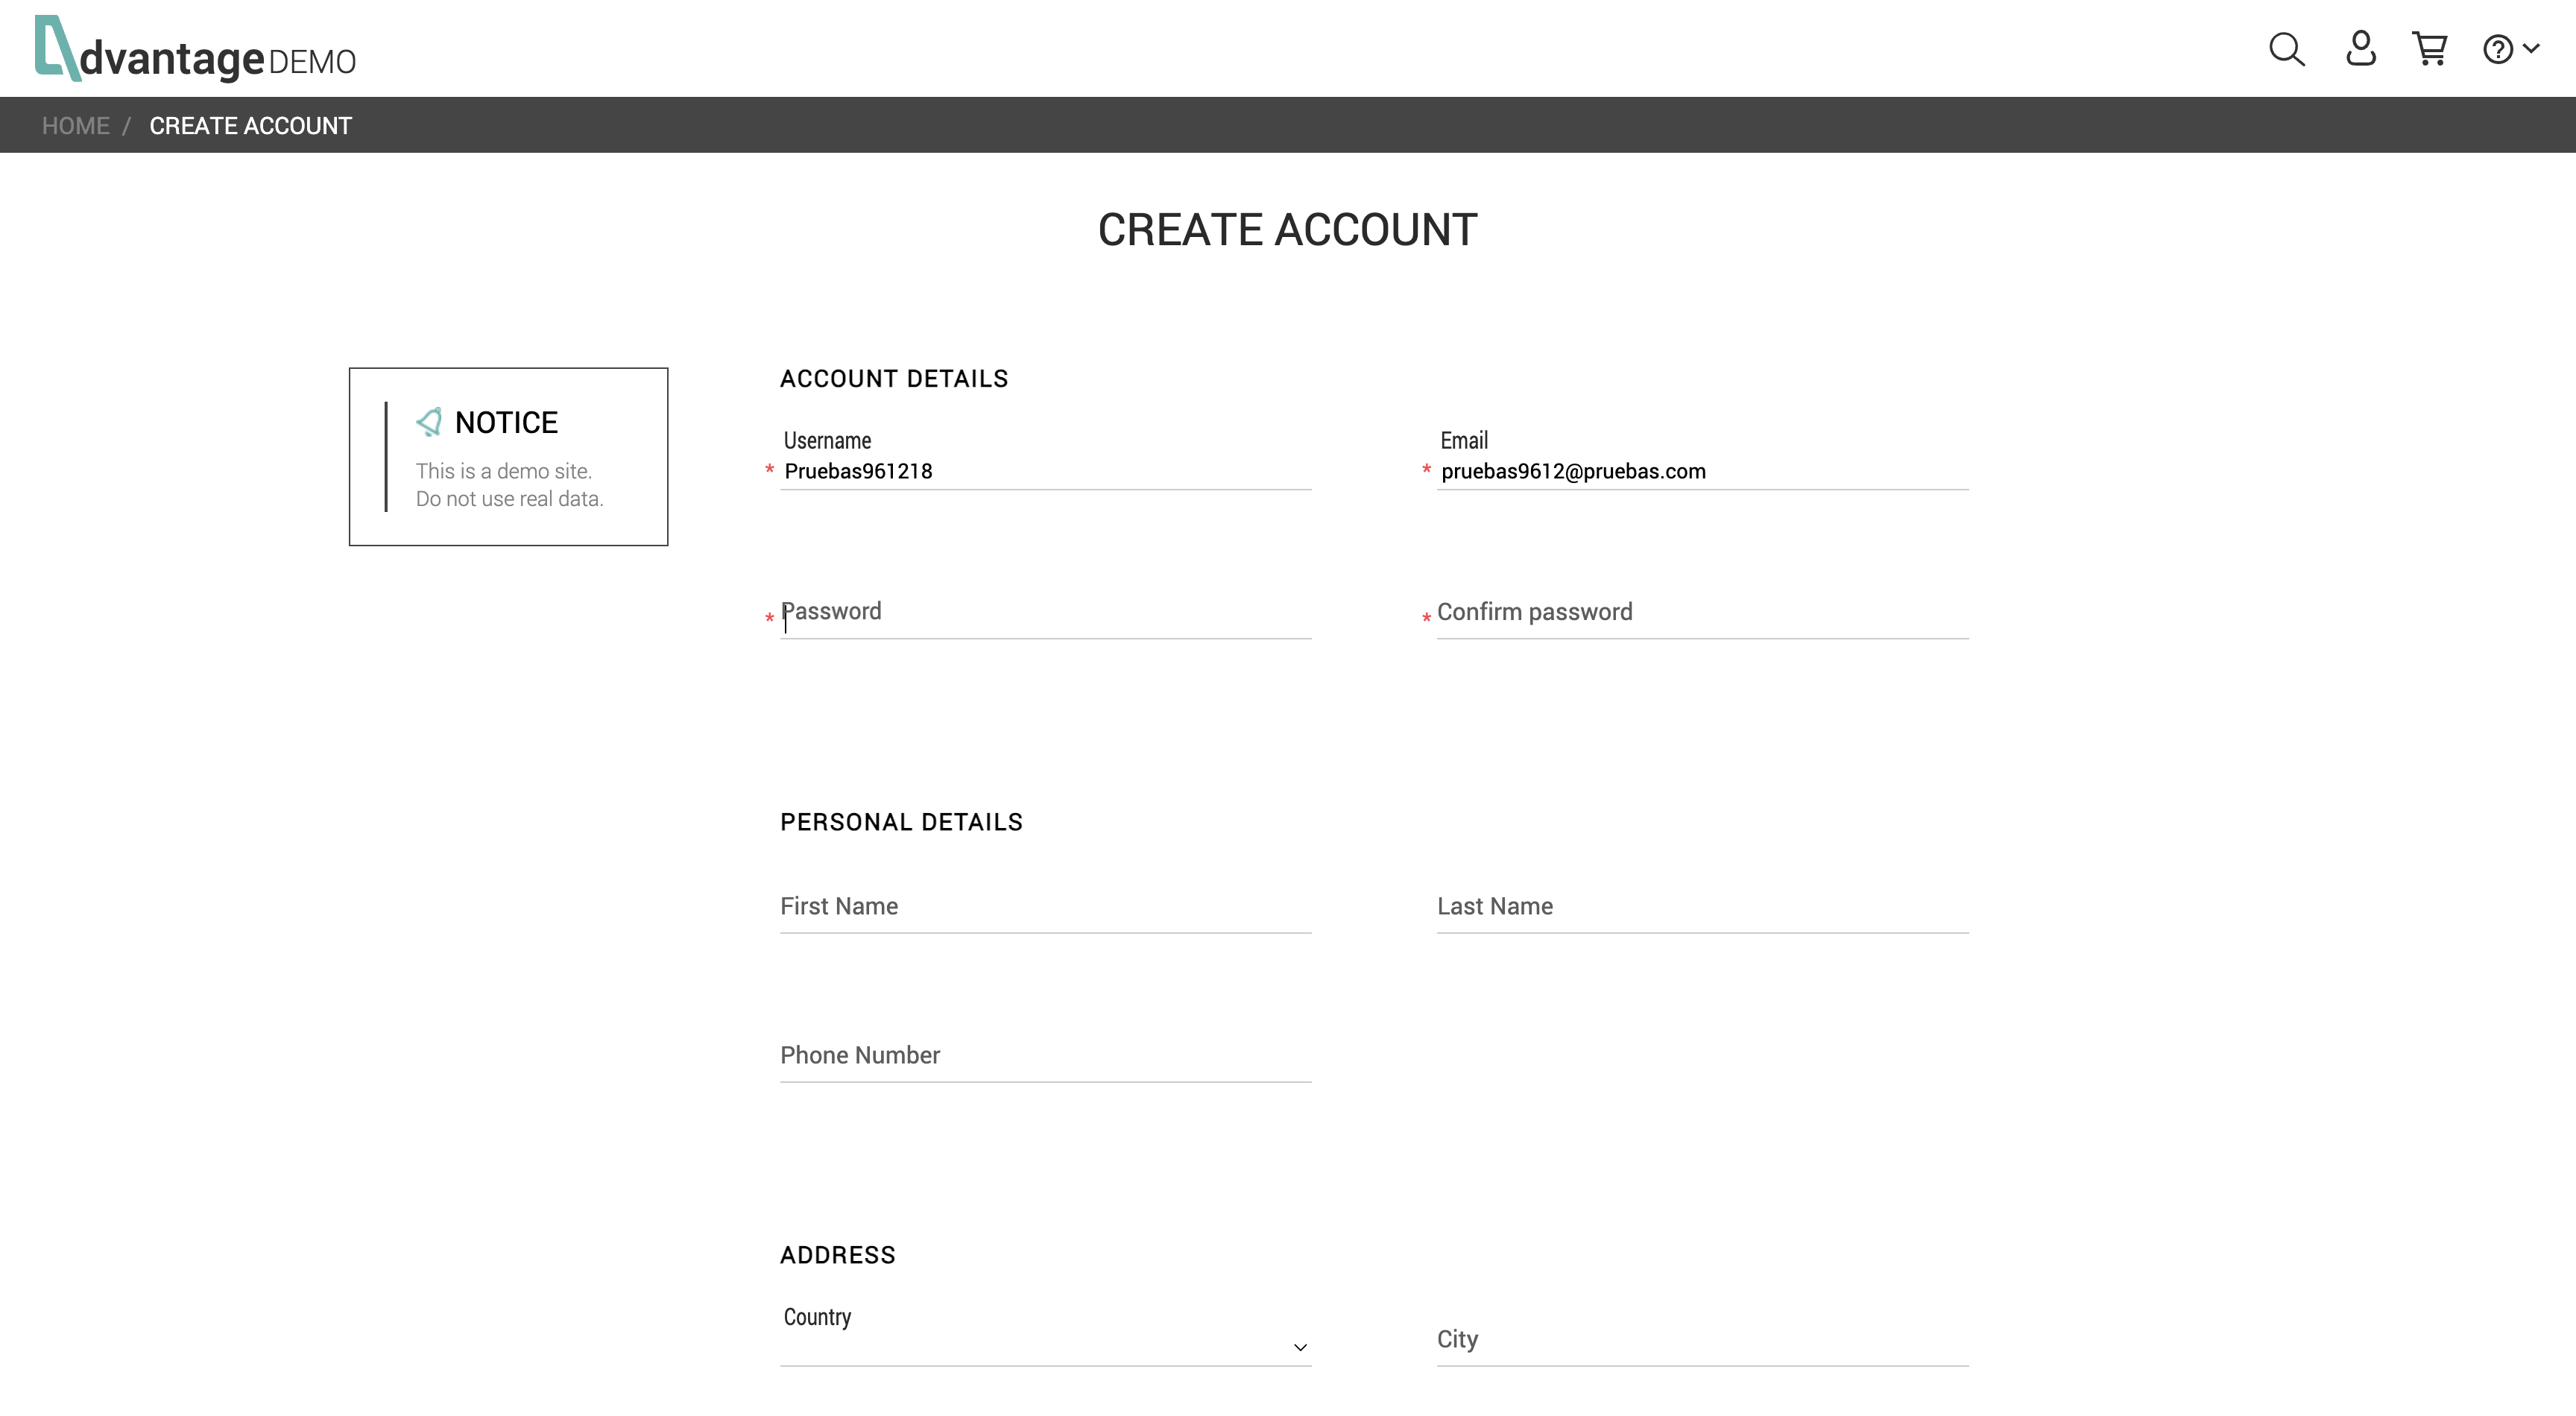 dvantage DEMO
HOME / CREATE ACCOUNT
CREATE ACCOUNT
NOTICE
This is a demo site.
Do not use real data.
ACCOUNT DETAILS
Username
* Pruebas961218
Email
* pruebas9612@pruebas.com
* Password
* Confirm password
PERSONAL DETAILS
First Name
Last Name
Phone Number
ADDRESS
Country
City